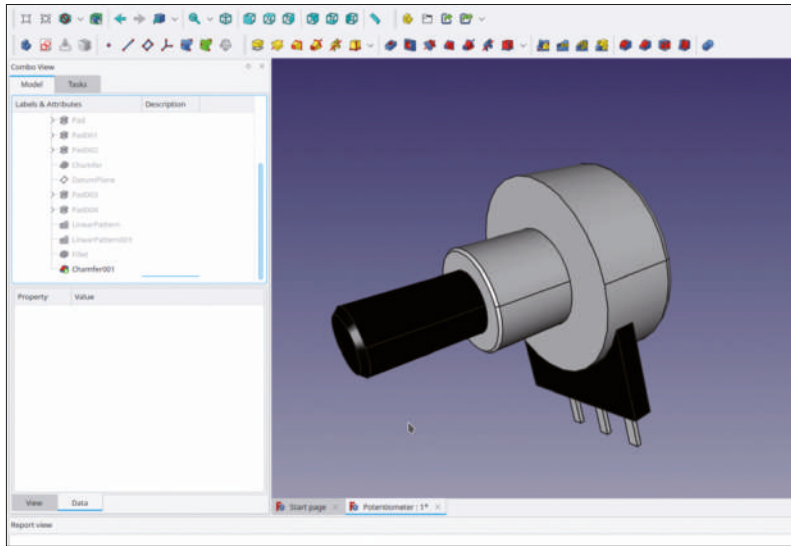 Combo View
Model Tasks
Labels & Attributes Description
Pad
Pad001
Pad002
Chamfer
DatumPlane
Pad003
Pad004
LinearPattern
LinearPattern001
Fillet
Chamfer001
Property Value
View Data
Start page Potentiometer : 1*
Report view